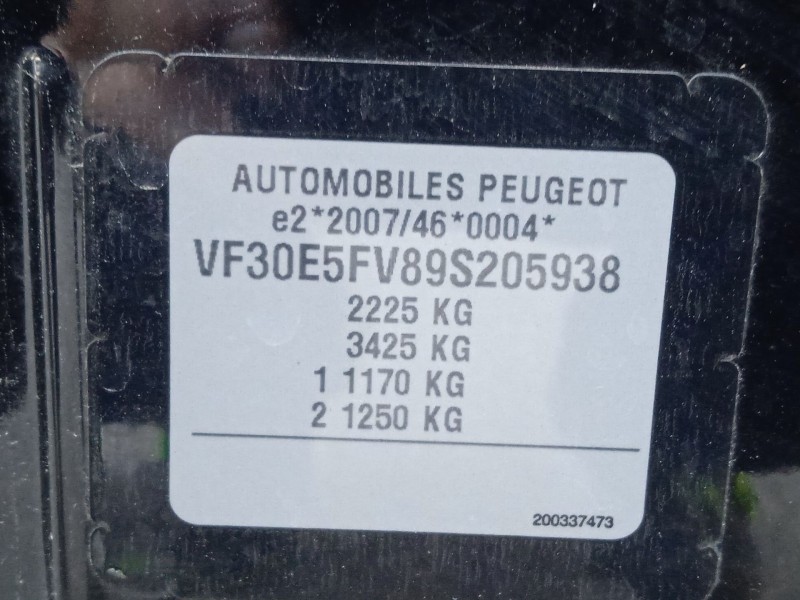 AUTOMOBILES PEUGEOT
e2*2007/46*0004*
VF30E5FV89S205938
2225 KG
3425 KG
1 1170 KG
2 1250 KG
200337473